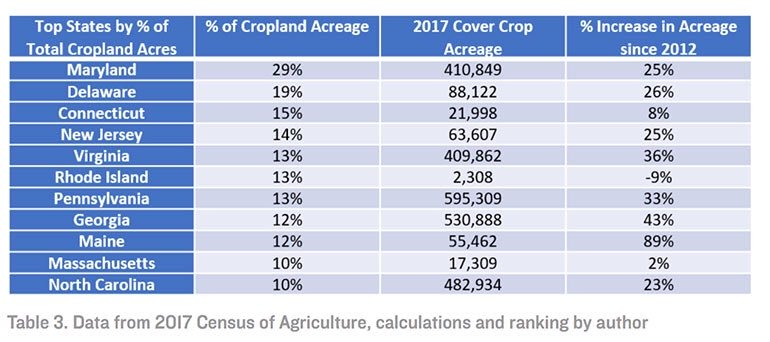 Top States by % of Total Cropland Acres | % of Cropland Acreage | 2017 Cover Crop Acreage | % Increase in Acreage since 2012
Maryland 29% 410,849 25%
Delaware 19% 88,122 26%
Connecticut 15% 21,998 8%
New Jersey 14% 63,607 25%
Virginia 13% 409,862 36%
Rhode Island 13% 2,308 -9%
Pennsylvania 13% 595,309 33%
Georgia 12% 530,888 43%
Maine 12% 55,462 89%
Massachusetts 10% 17,309 2%
North Carolina 10% 482,934 23%
Table 3. Data from 2017 Census of Agriculture, calculations and ranking by author